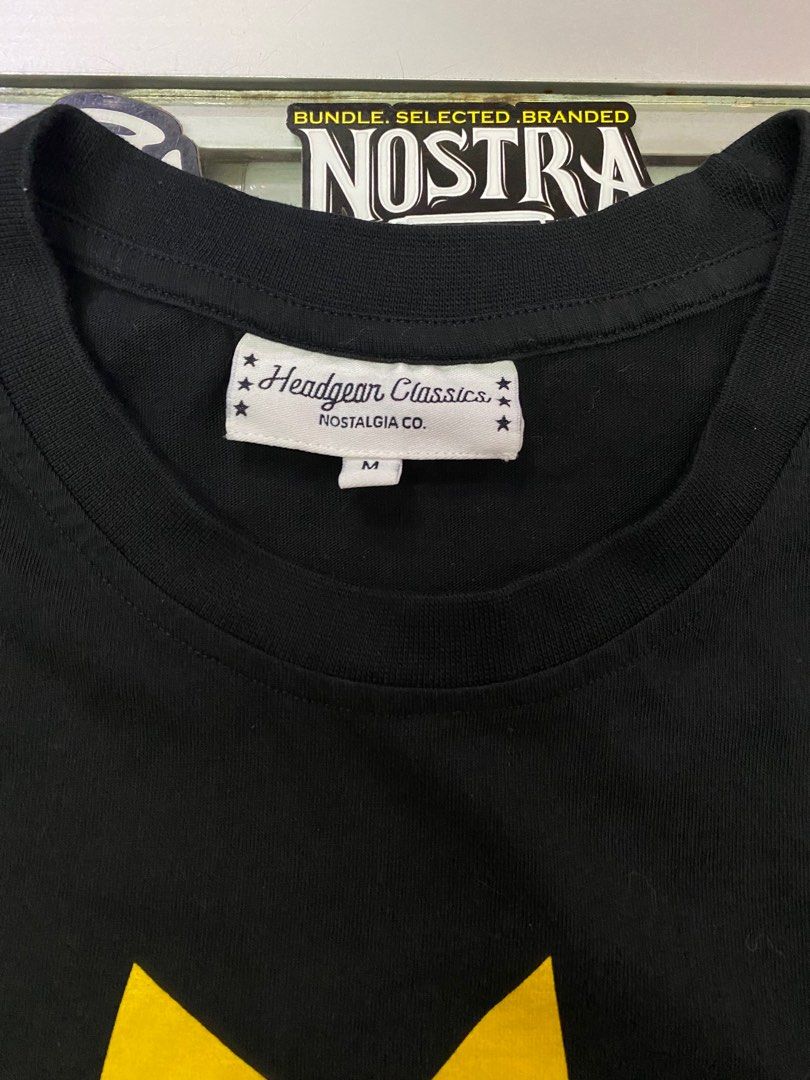 BUNDLE. SELECTED .BRANDED
NOSTRA
Headgear Classics
NOSTALGIA CO.
M